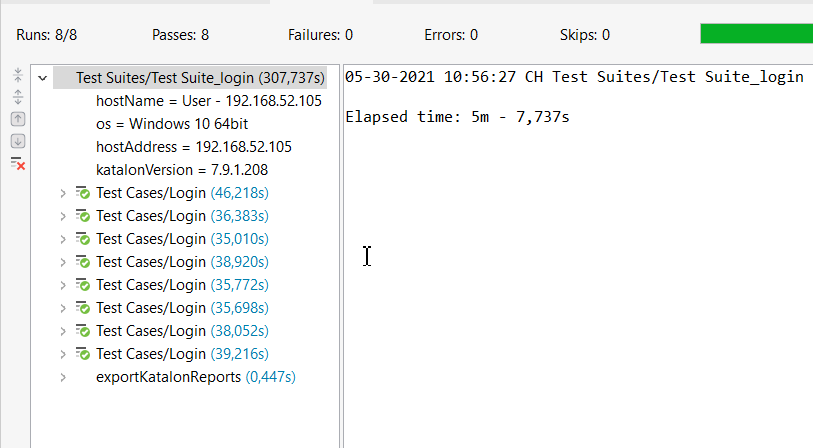 Runs: 8/8 Passes: 8 Failures: 0 Errors: 0 Skips: 0
Test Suites/Test Suite_login (307,737s)
hostName = User - 192.168.52.105
os = Windows 10 64bit
hostAddress = 192.168.52.105
katalonVersion = 7.9.1.208
Test Cases/Login (46,218s)
Test Cases/Login (36,383s)
Test Cases/Login (35,010s)
Test Cases/Login (38,920s)
Test Cases/Login (35,772s)
Test Cases/Login (35,698s)
Test Cases/Login (38,052s)
Test Cases/Login (39,216s)
exportKatalonReports (0,447s)
05-30-2021 10:56:27 CH Test Suites/Test Suite_login
Elapsed time: 5m - 7,737s